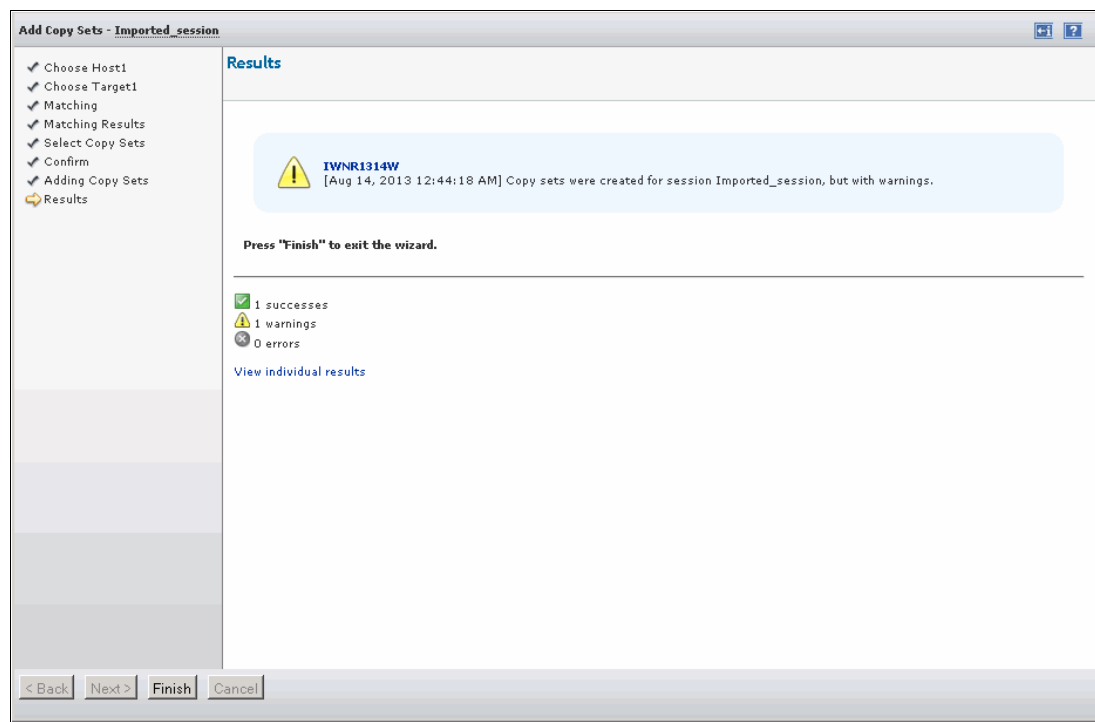 Add Copy Sets - Imported_session
?
Choose Host1
Choose Target1
Matching
Matching Results
Select Copy Sets
Confirm
Adding Copy Sets
Results
Results
IWNR1314W
[Aug 14, 2013 12:44:18 AM] Copy sets were created for session Imported_session, but with warnings.
Press "Finish" to exit the wizard.
1 successes
1 warnings
0 errors
View individual results
< Back Next > Finish Cancel